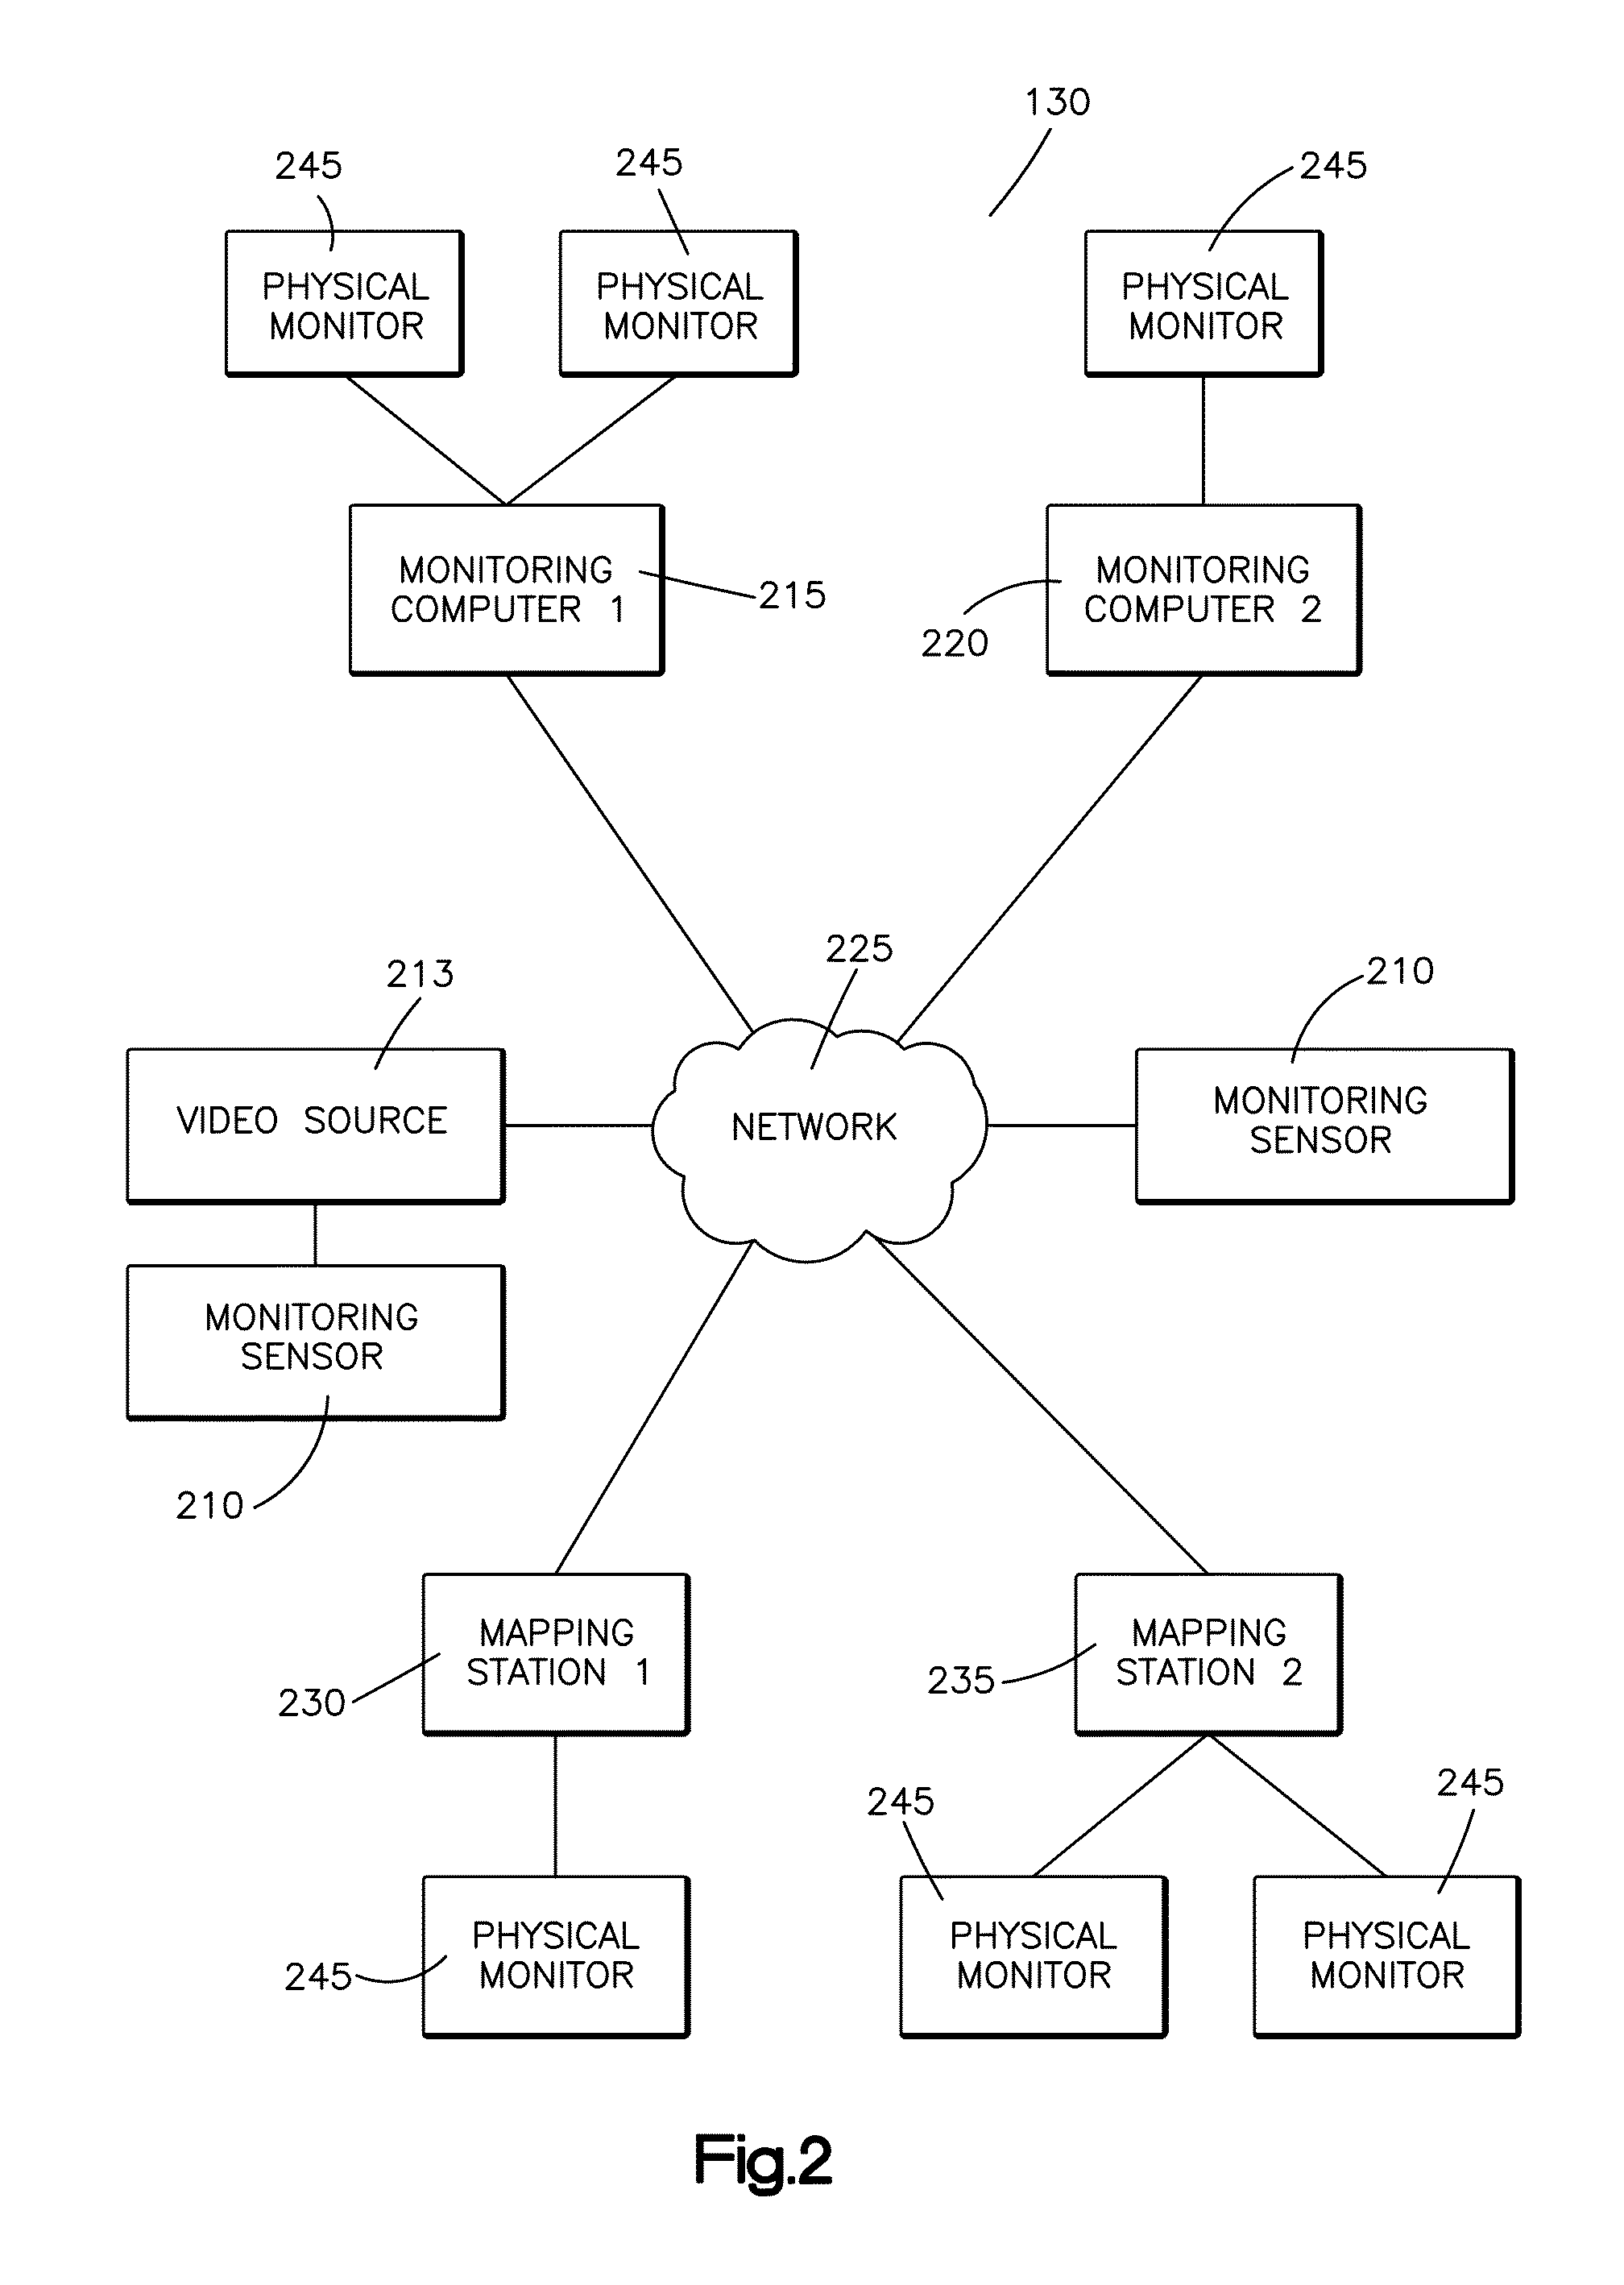 130
245
245
245
PHYSICAL
MONITOR
PHYSICAL
MONITOR
PHYSICAL
MONITOR
MONITORING
COMPUTER 1
215
220
MONITORING
COMPUTER 2
213
225
210
VIDEO SOURCE
NETWORK
MONITORING
SENSOR
MONITORING
SENSOR
210
MAPPING
STATION 1
230
MAPPING
STATION 2
235
245
245
PHYSICAL
MONITOR
245
PHYSICAL
MONITOR
PHYSICAL
MONITOR
Fig.2